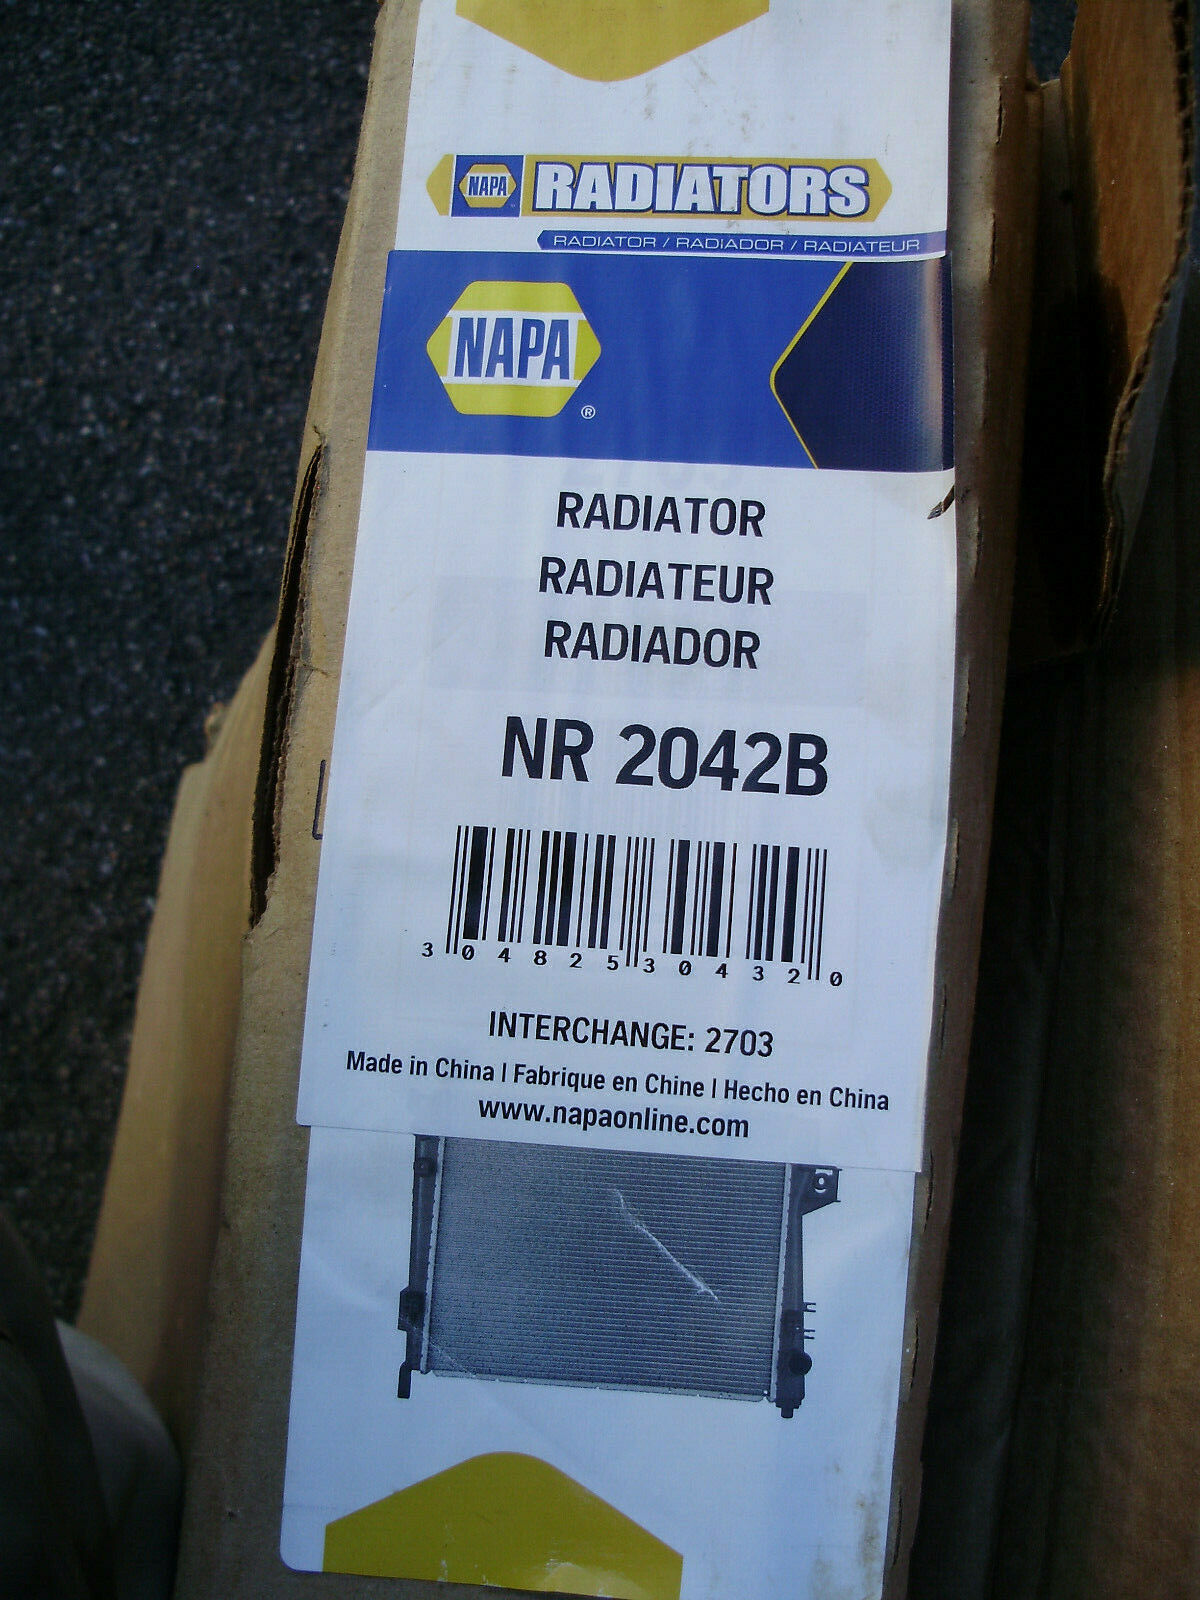 NAPA RADIATORS
RADIATOR / RADIADOR / RADIATEUR
NAPA ®
RADIATOR
RADIATEUR
RADIADOR
NR 2042B
3 04825 30432 0
INTERCHANGE: 2703
Made in China | Fabrique en Chine | Hecho en China
www.napaonline.com